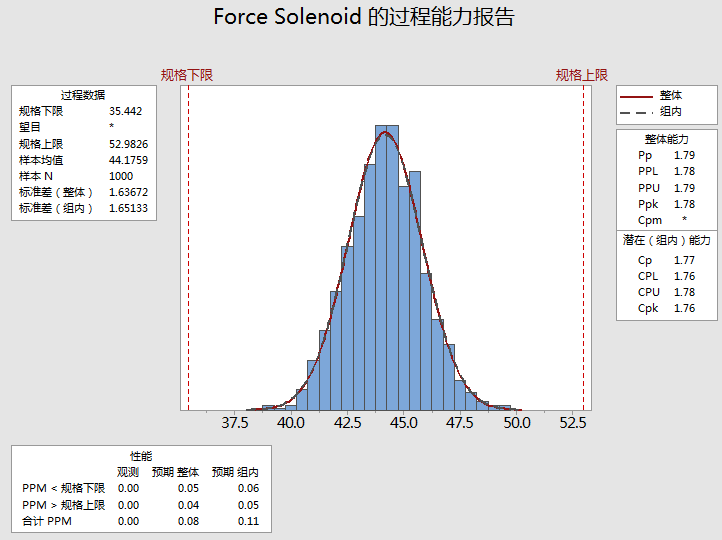 Force Solenoid 的过程能力报告
规格下限 规格上限
过程数据
规格下限 35.442
望目 *
规格上限 52.9826
样本均值 44.1759
样本 N 1000
标准差（整体） 1.63672
标准差（组内） 1.65133
整体
组内
整体能力
Pp 1.79
PPL 1.78
PPU 1.79
Ppk 1.78
Cpm *
潜在（组内）能力
Cp 1.77
CPL 1.76
CPU 1.78
Cpk 1.76
37.5 40.0 42.5 45.0 47.5 50.0 52.5
性能
观测 预期 整体 预期 组内
PPM < 规格下限 0.00 0.05 0.06
PPM > 规格上限 0.00 0.04 0.05
合计 PPM 0.00 0.08 0.11